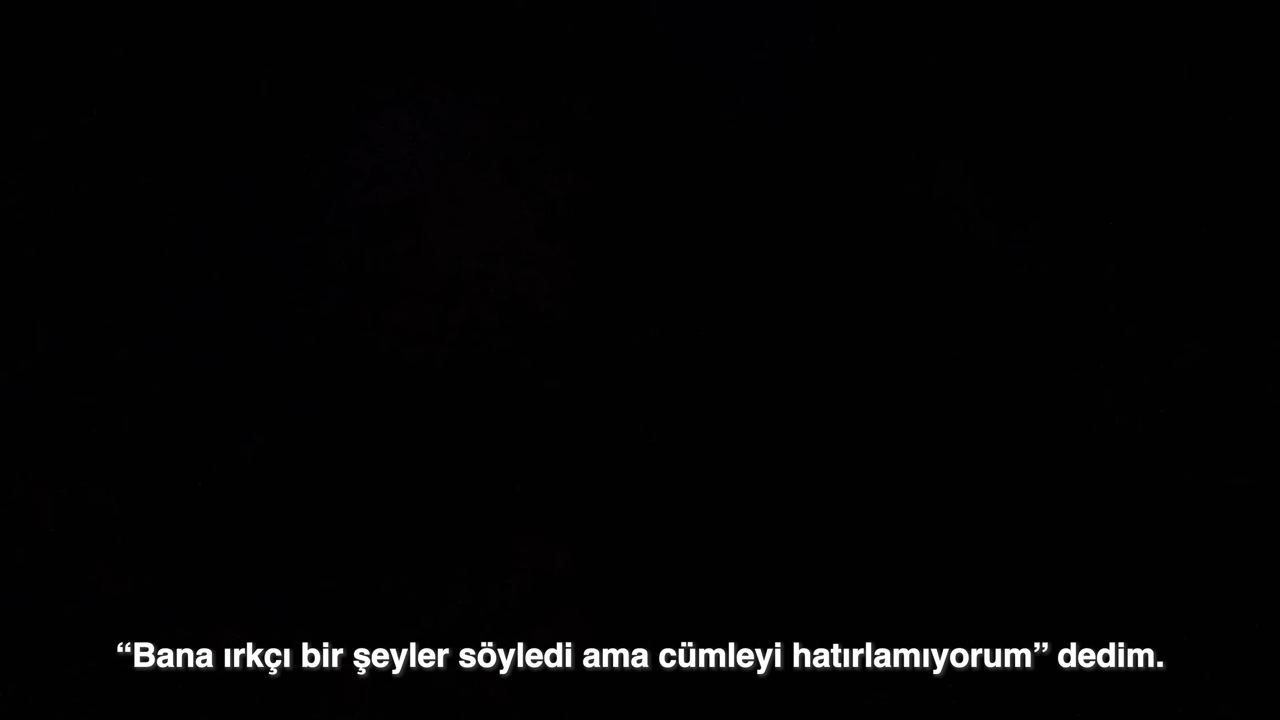 “Bana ırkçı bir şeyler söyledi ama cümleyi hatırlamıyorum” dedim.